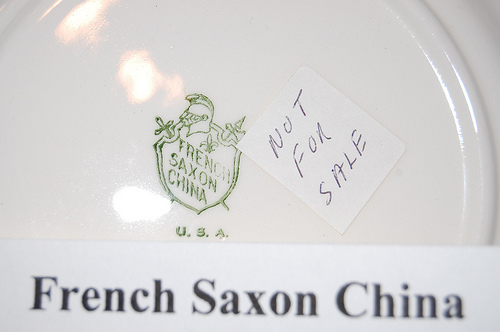 FRENCH
SAXON
CHINA
U. S. A.
NOT
FOR
SALE
French Saxon China